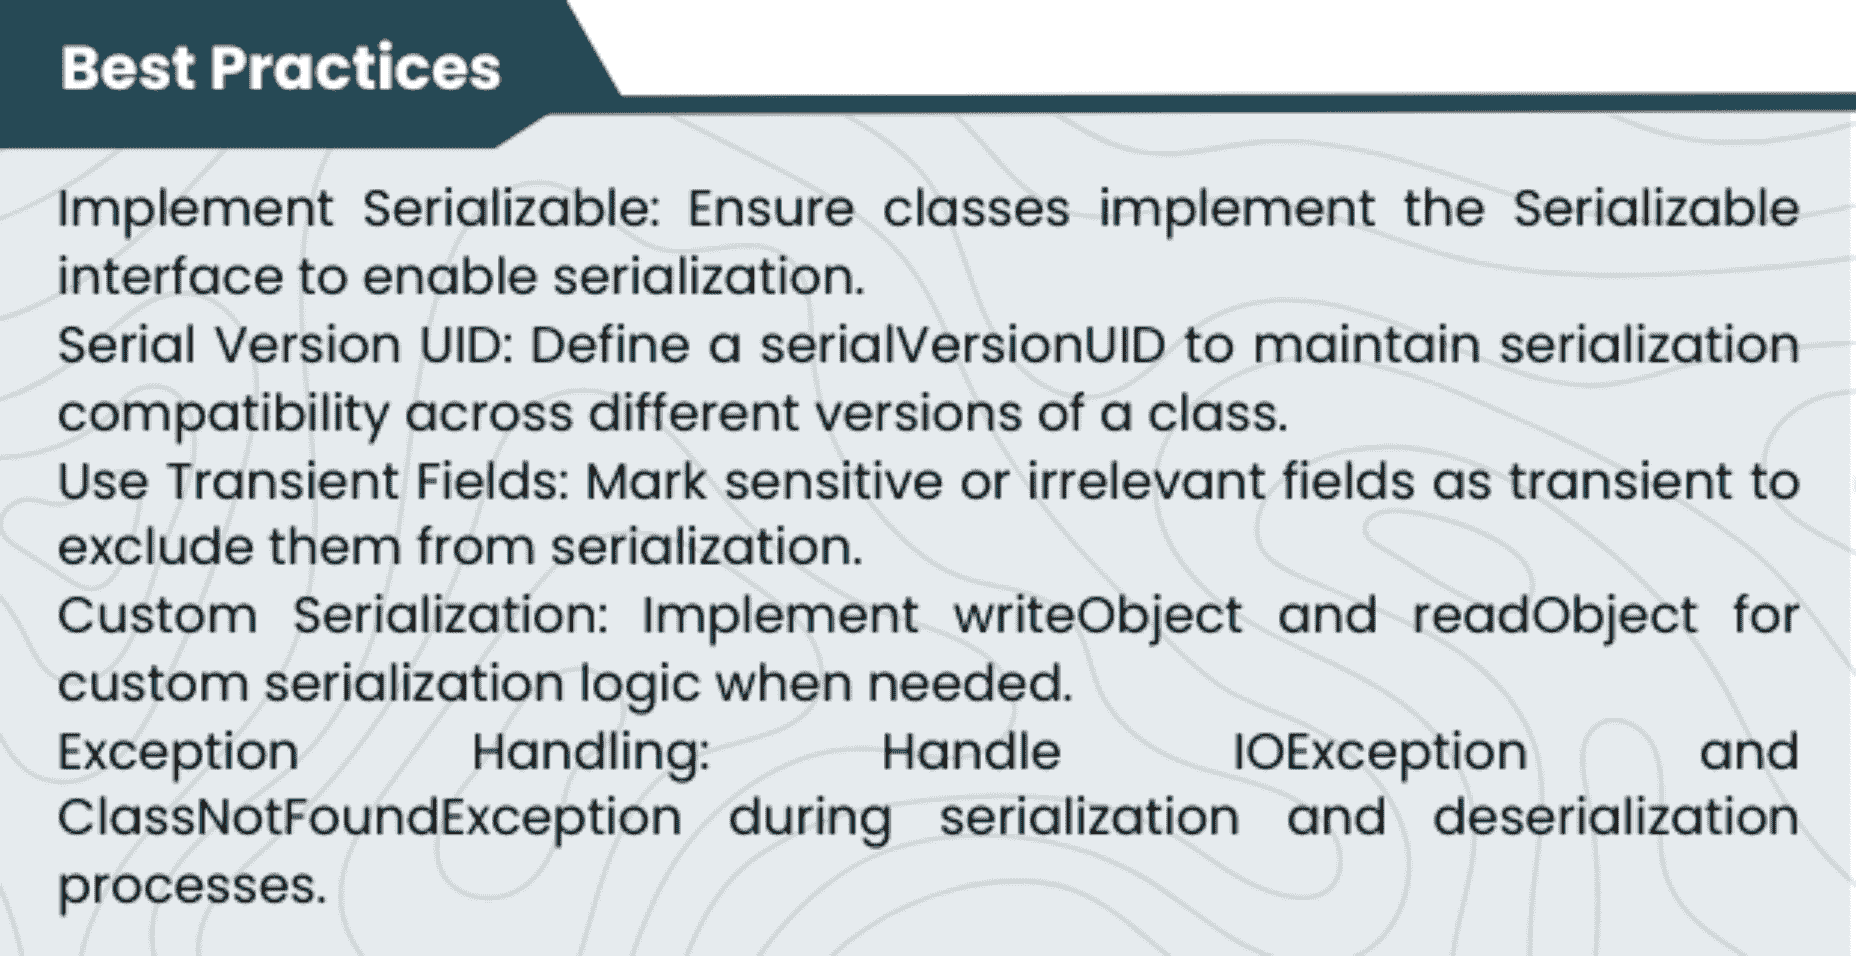 Best Practices
Implement Serializable: Ensure classes implement the Serializable
interface to enable serialization.
Serial Version UID: Define a serialVersionUID to maintain serialization
compatibility across different versions of a class.
Use Transient Fields: Mark sensitive or irrelevant fields as transient to
exclude them from serialization.
Custom Serialization: Implement writeObject and readObject for
custom serialization logic when needed.
Exception Handling: Handle IOException and
ClassNotFoundException during serialization and deserialization
processes.